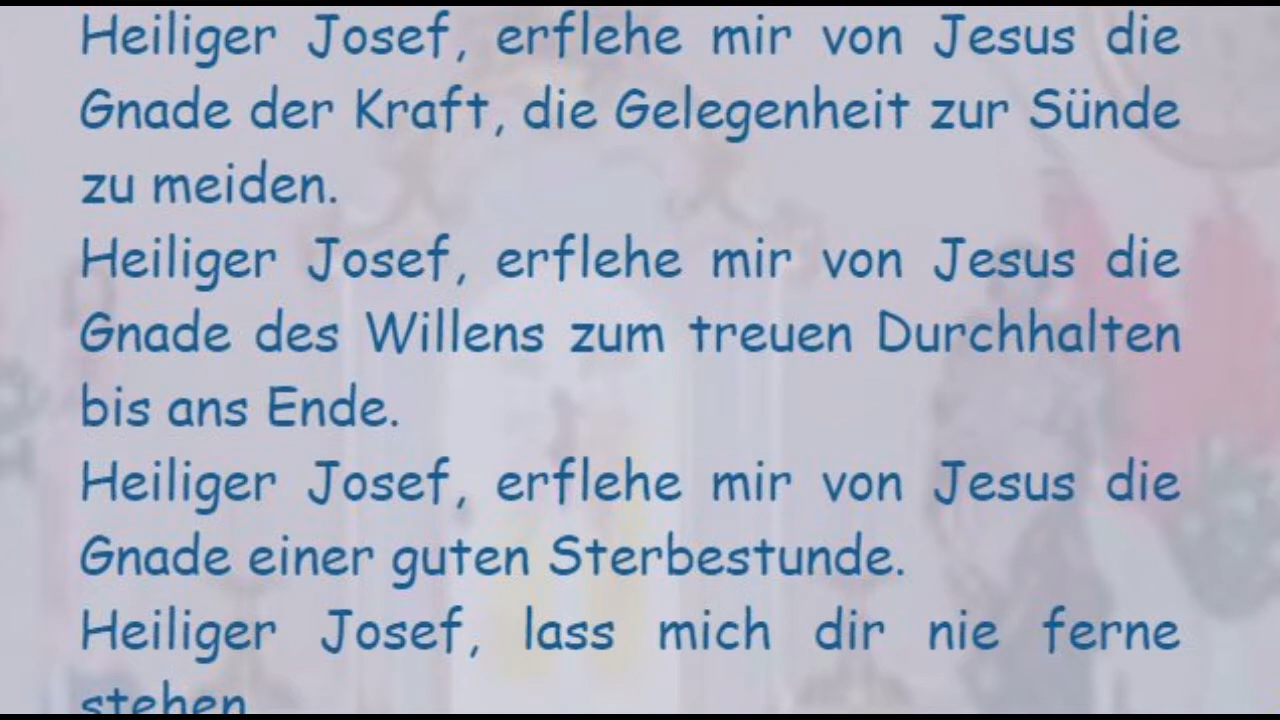 Heiliger Josef, erflehe mir von Jesus die
Gnade der Kraft, die Gelegenheit zur Sünde
zu meiden.
Heiliger Josef, erflehe mir von Jesus die
Gnade des Willens zum treuen Durchhalten
bis ans Ende.
Heiliger Josef, erflehe mir von Jesus die
Gnade einer guten Sterbestunde.
Heiliger Josef, lass mich dir nie ferne
stehen